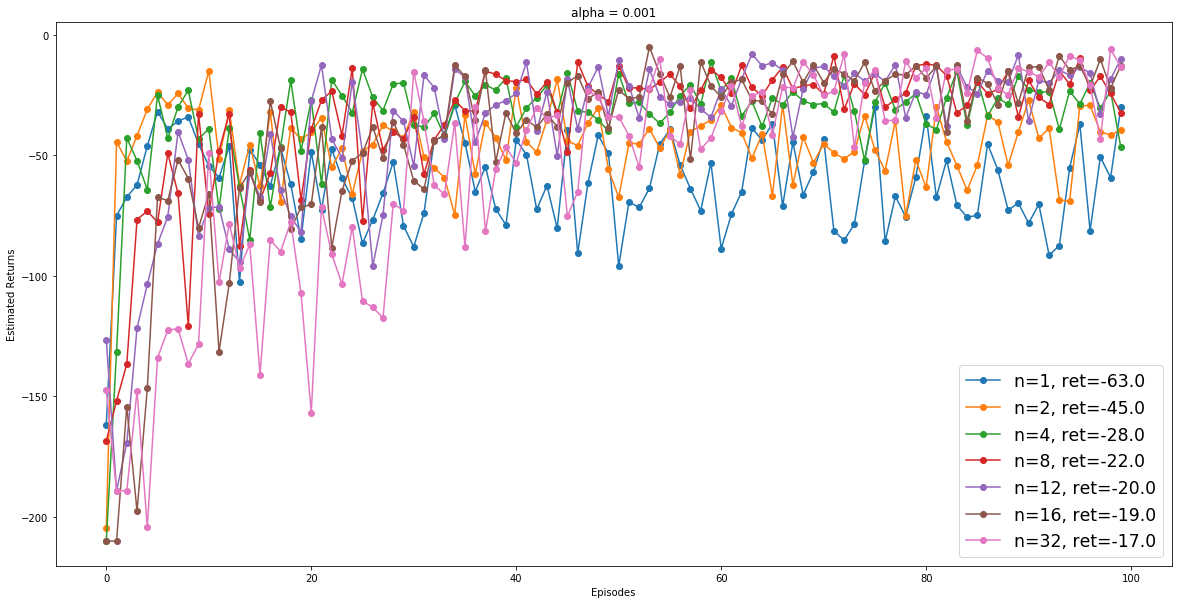 alpha = 0.001
0
−50
−100
−150
−200
Estimated Returns
n=1, ret=-63.0
n=2, ret=-45.0
n=4, ret=-28.0
n=8, ret=-22.0
n=12, ret=-20.0
n=16, ret=-19.0
n=32, ret=-17.0
0 20 40 60 80 100
Episodes